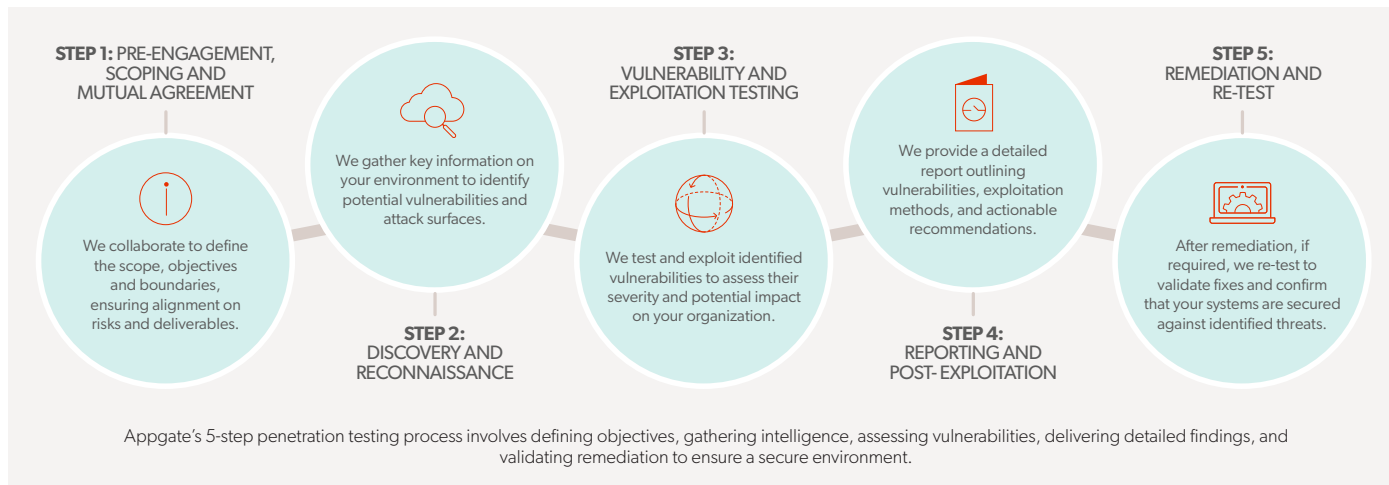 STEP 1: PRE-ENGAGEMENT,
SCOPING AND
MUTUAL AGREEMENT
We collaborate to define
the scope, objectives
and boundaries,
ensuring alignment on
risks and deliverables.
We gather key information on
your environment to identify
potential vulnerabilities and
attack surfaces.
STEP 2:
DISCOVERY AND
RECONNAISSANCE
STEP 3:
VULNERABILITY AND
EXPLOITATION TESTING
We test and exploit identified
vulnerabilities to assess their
severity and potential impact
on your organization.
We provide a detailed
report outlining
vulnerabilities, exploitation
methods, and actionable
recommendations.
STEP 4:
REPORTING AND
POST- EXPLOITATION
STEP 5:
REMEDIATION AND
RE-TEST
After remediation, if
required, we re-test to
validate fixes and confirm
that your systems are secured
against identified threats.
Appgate's 5-step penetration testing process involves defining objectives, gathering intelligence, assessing vulnerabilities, delivering detailed findings, and
validating remediation to ensure a secure environment.